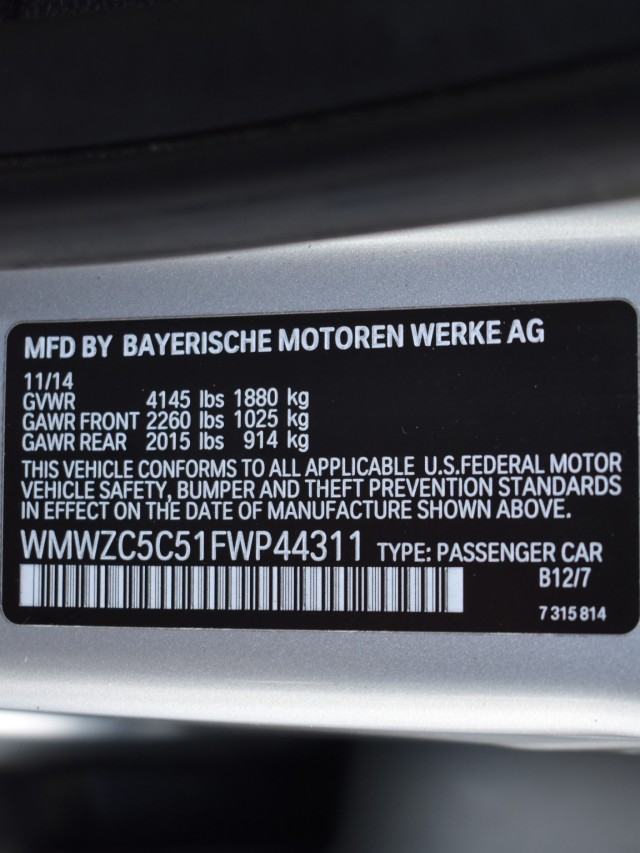 MFD BY BAYERISCHE MOTOREN WERKE AG
11/14
GVWR 4145 lbs 1880 kg
GAWR FRONT 2260 lbs 1025 kg
GAWR REAR 2015 lbs 914 kg
THIS VEHICLE CONFORMS TO ALL APPLICABLE U.S.FEDERAL MOTOR
VEHICLE SAFETY, BUMPER AND THEFT PREVENTION STANDARDS
IN EFFECT ON THE DATE OF MANUFACTURE SHOWN ABOVE.
WMWZC5C51FWP44311 TYPE: PASSENGER CAR
B12/7
7 315 814